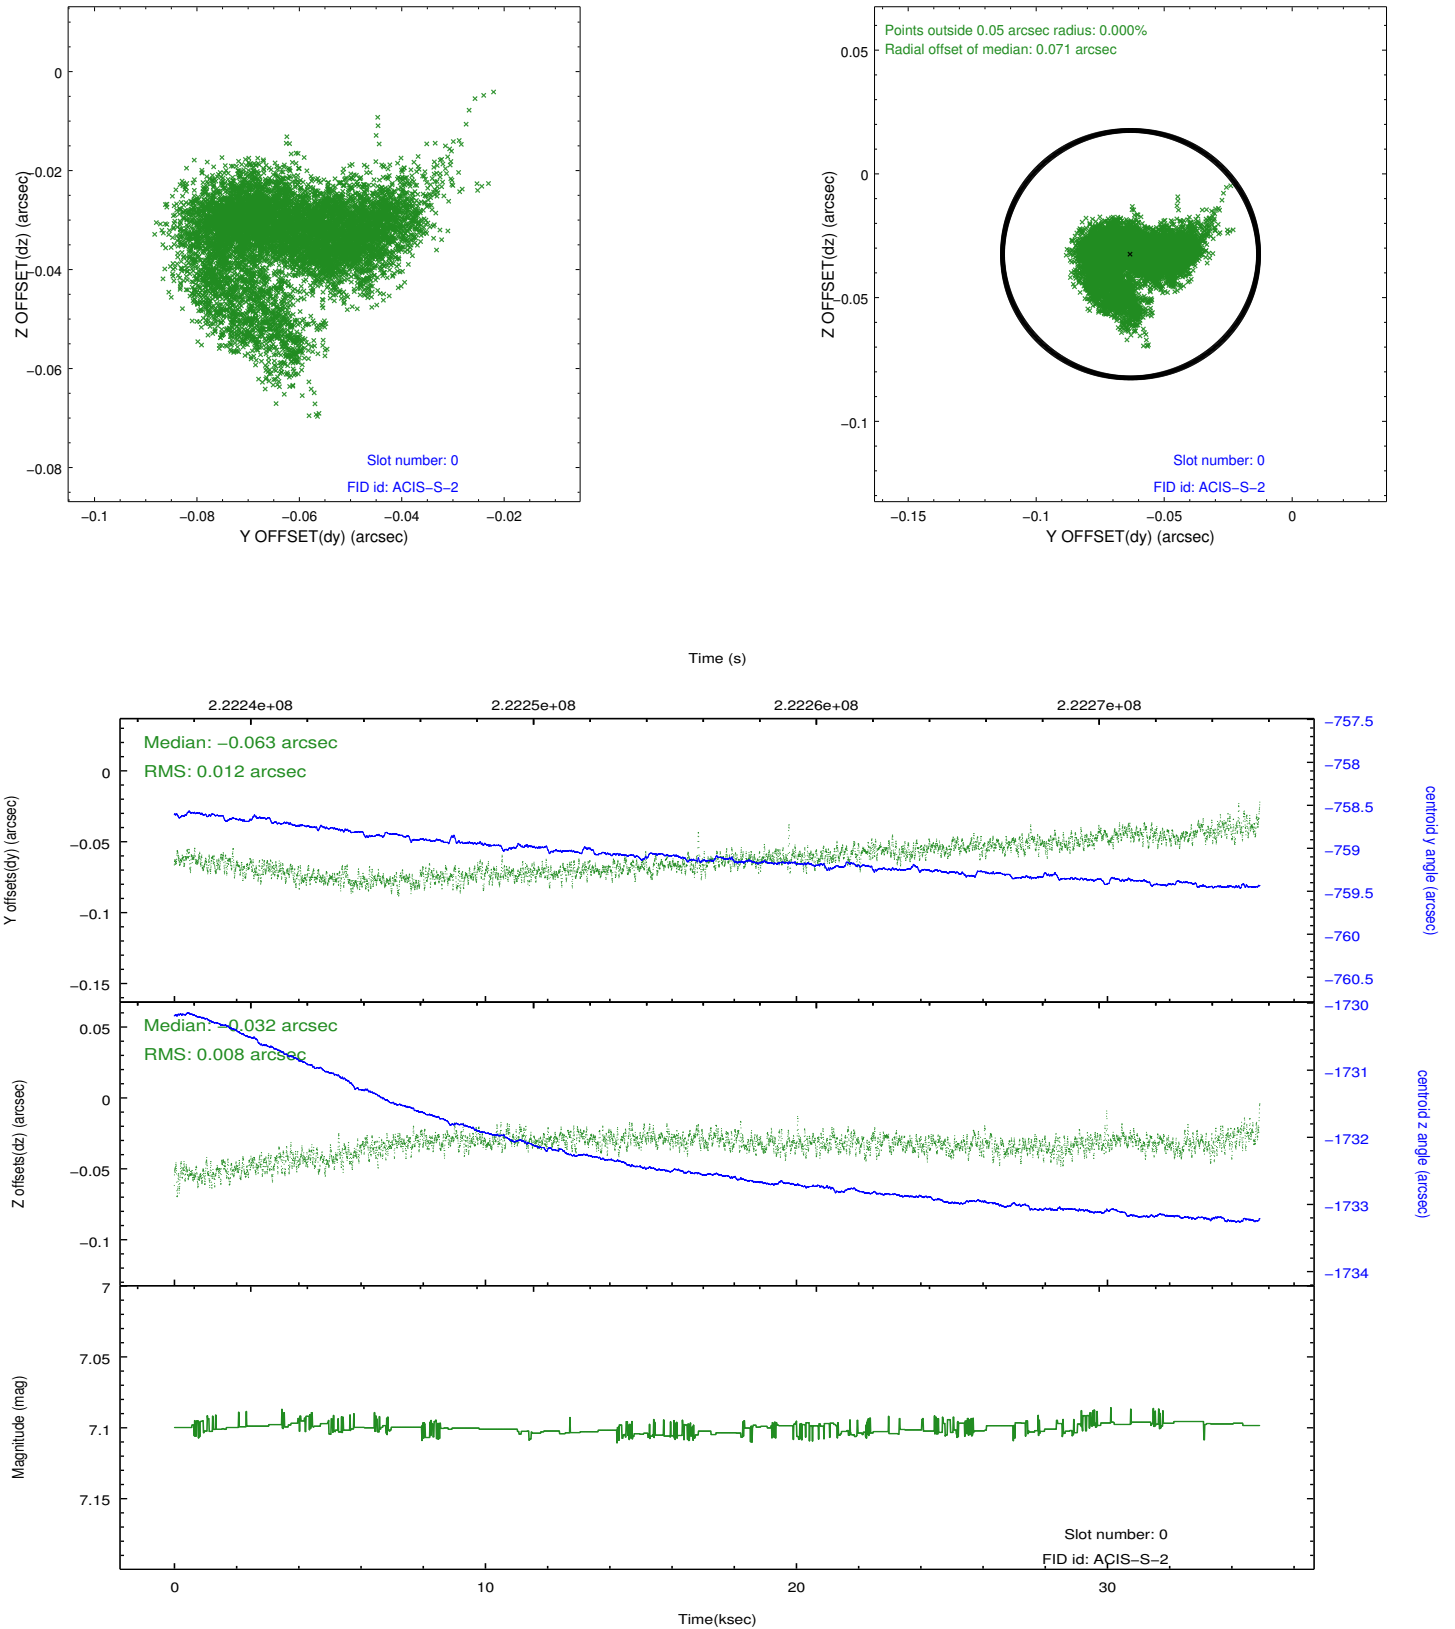 0
−0.02
−0.04
−0.06
−0.08
Z OFFSET(dz) (arcsec)
Slot number: 0
FID id: ACIS−S−2
−0.1
−0.08
−0.06
−0.04
−0.02
Y OFFSET(dy) (arcsec)
Points outside 0.05 arcsec radius: 0.000%
Radial offset of median: 0.071 arcsec
0.05
0
−0.05
−0.1
Z OFFSET(dz) (arcsec)
Slot number: 0
FID id: ACIS−S−2
−0.15
−0.1
−0.05
0
Y OFFSET(dy) (arcsec)
Time (s)
2.2224e+08
2.2225e+08
2.2226e+08
2.2227e+08
Median: −0.063 arcsec
RMS: 0.012 arcsec
0
−0.05
−0.1
−0.15
Y offsets(dy) (arcsec)
−757.5
−758
−758.5
−759
−759.5
−760
−760.5
centroid y angle (arcsec)
Median: −0.032 arcsec
RMS: 0.008 arcsec
0.05
0
−0.05
−0.1
Z offsets(dz) (arcsec)
−1730
−1731
−1732
−1733
−1734
centroid z angle (arcsec)
7
7.05
7.1
7.15
Magnitude (mag)
Slot number: 0
FID id: ACIS−S−2
0
10
20
30
Time(ksec)